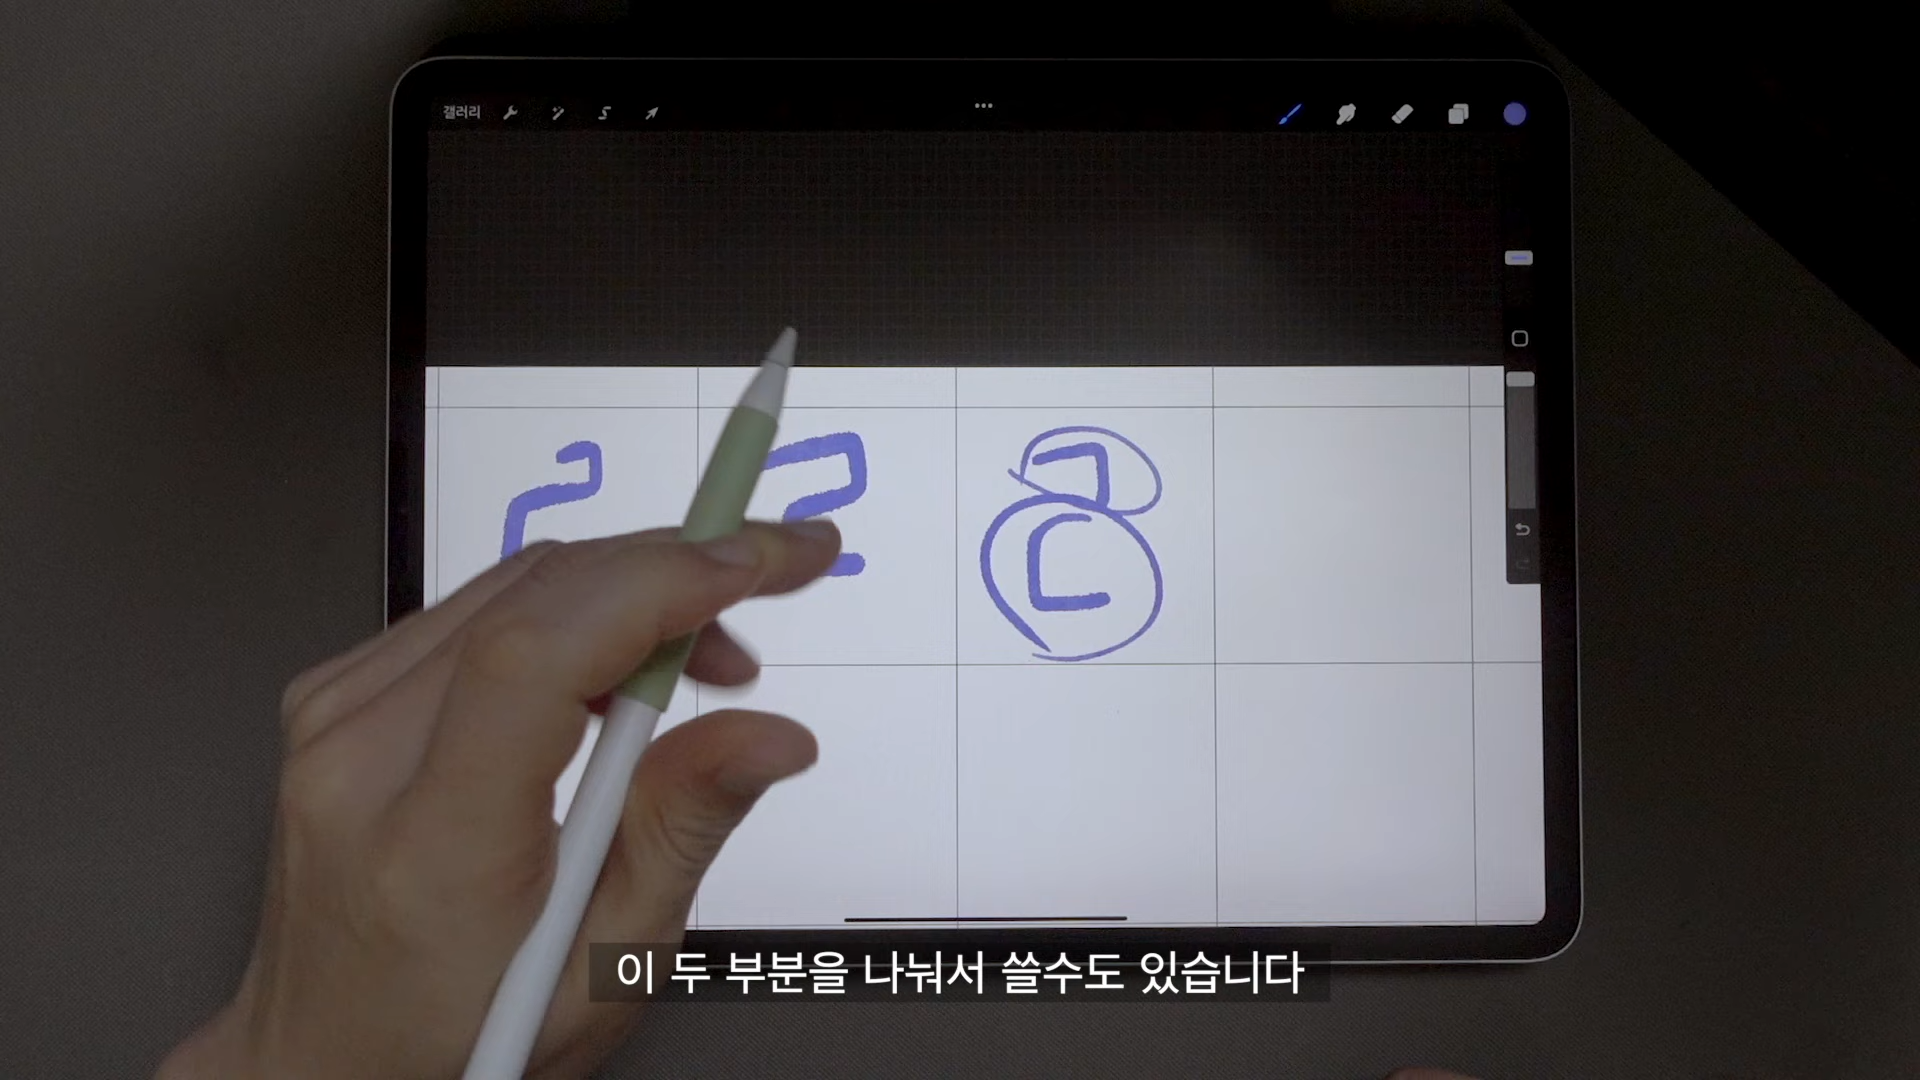 갤러리
ㄹ ㄹ ㄱ
ㄷ
이 두 부분을 나눠서 쓸수도 있습니다